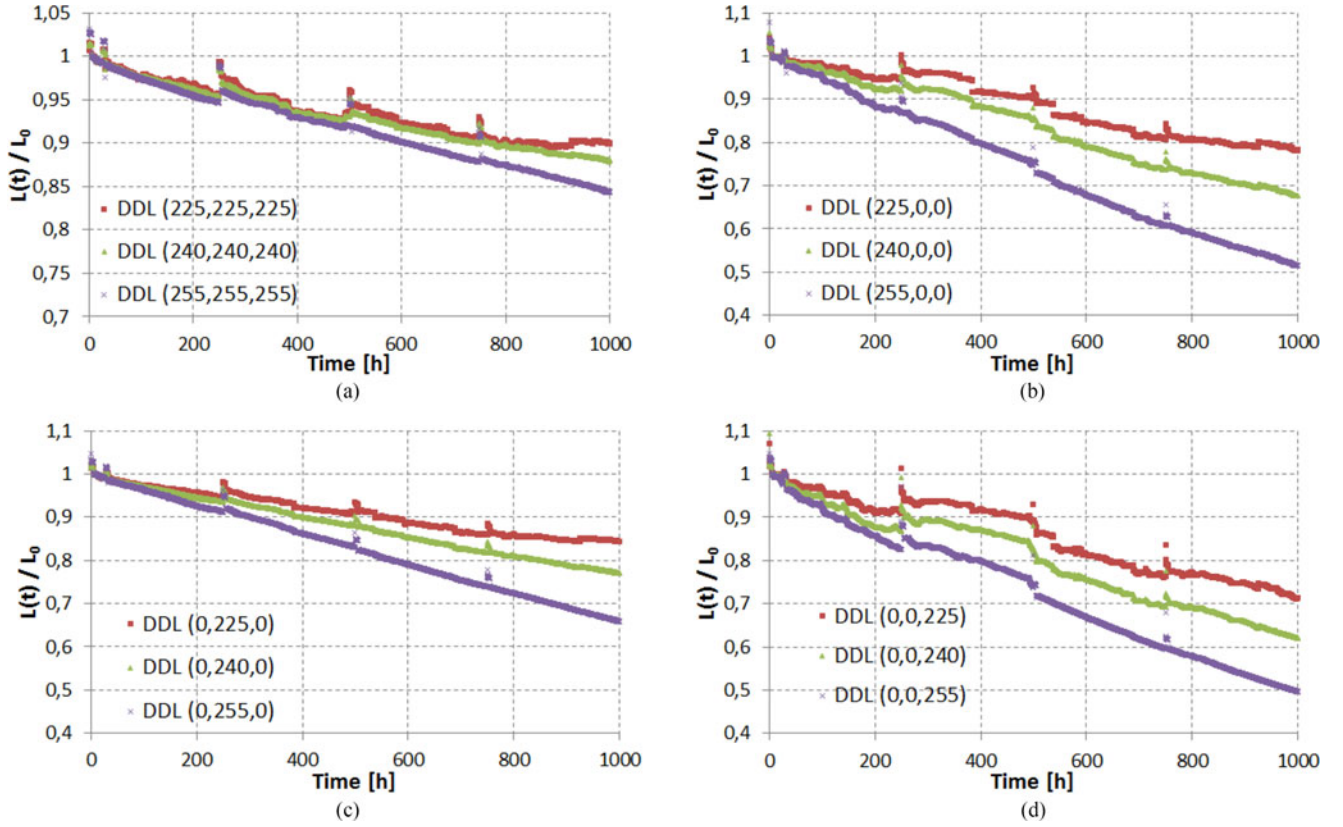 1,05
1
0,95
0,9
0,85
0,8
0,75
0,7
L(t) / L0
DDL (225,225,225)
DDL (240,240,240)
DDL (255,255,255)
0 200 400 600 800 1000
Time [h]
(a)
1,1
1
0,9
0,8
0,7
0,6
0,5
0,4
L(t) / L0
DDL (225,0,0)
DDL (240,0,0)
DDL (255,0,0)
0 200 400 600 800 1000
Time [h]
(b)
1,1
1
0,9
0,8
0,7
0,6
0,5
0,4
L(t) / L0
DDL (0,225,0)
DDL (0,240,0)
DDL (0,255,0)
0 200 400 600 800 1000
Time [h]
(c)
1,1
1
0,9
0,8
0,7
0,6
0,5
0,4
L(t) / L0
DDL (0,0,225)
DDL (0,0,240)
DDL (0,0,255)
0 200 400 600 800 1000
Time [h]
(d)